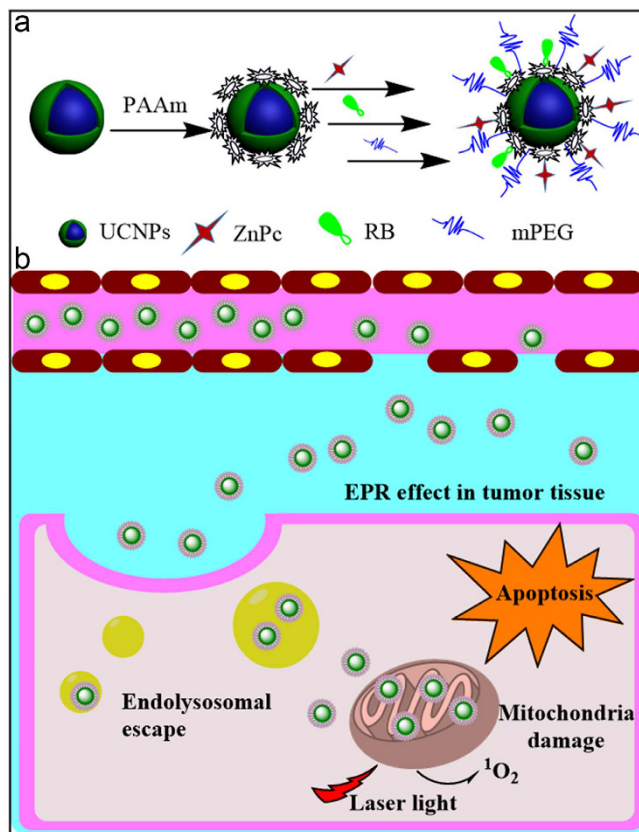 a
PAAm
UCNPs ZnPc RB mPEG
b
EPR effect in tumor tissue
Apoptosis
Endolysosomal
escape
Mitochondria
damage
¹O₂
Laser light